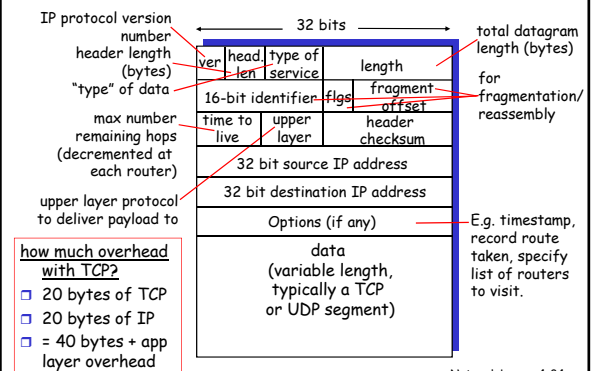 IP protocol version
number
header length
(bytes)
“type” of data
max number
remaining hops
(decremented at
each router)
upper layer protocol
to deliver payload to
how much overhead
with TCP?
20 bytes of TCP
20 bytes of IP
= 40 bytes + app
layer overhead
32 bits
ver
head.
len
type of
service
length
16-bit identifier
flgs
fragment
offset
time to
live
upper
layer
header
checksum
32 bit source IP address
32 bit destination IP address
Options (if any)
data
(variable length,
typically a TCP
or UDP segment)
total datagram
length (bytes)
for
fragmentation/
reassembly
E.g. timestamp,
record route
taken, specify
list of routers
to visit.